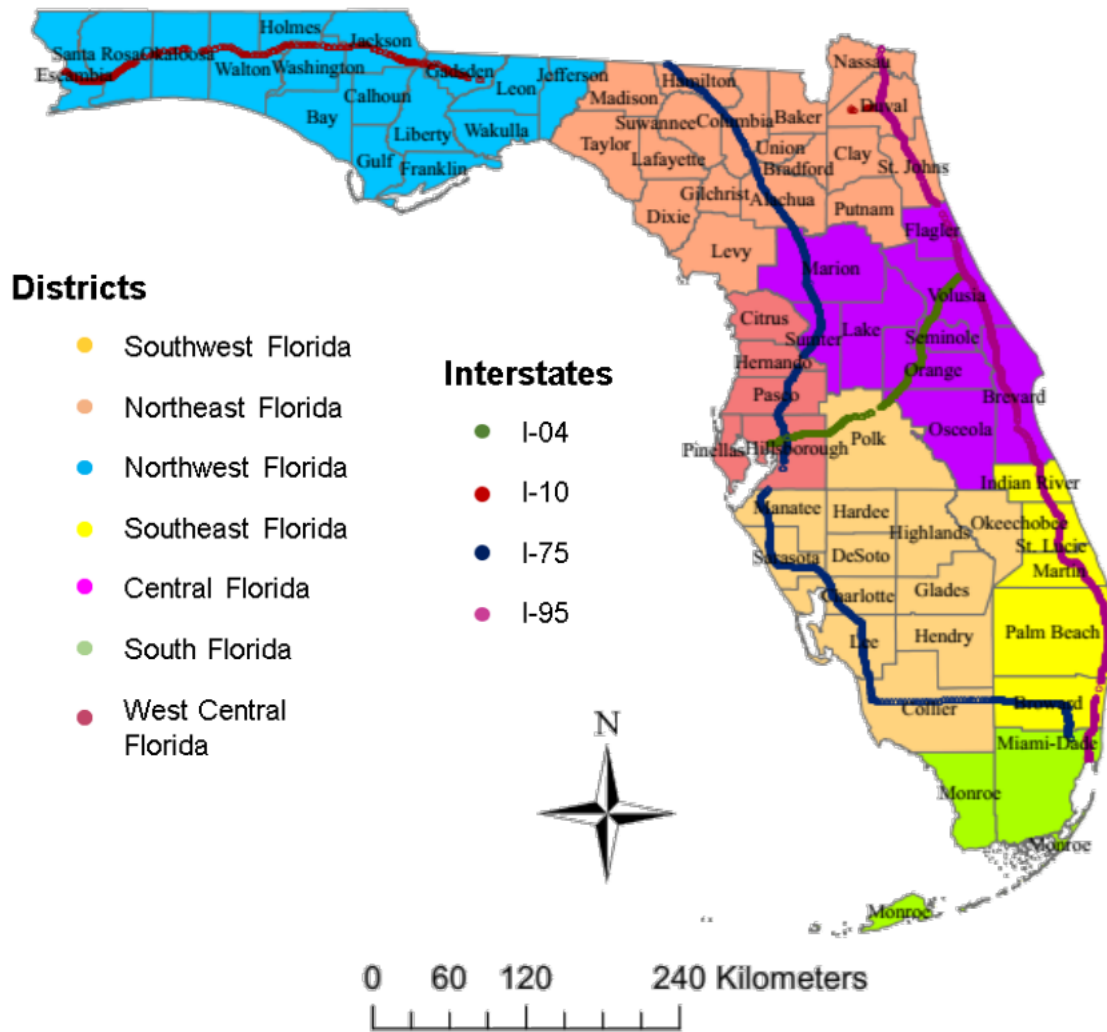 Holmes
Jackson
Santa Rosa
Okaloosa
Escambia
Walton
Washington
Gadsden
Leon
Jefferson
Calhoun
Bay
Liberty
Wakulla
Gulf
Franklin
Nassau
Hamilton
Madison
Duval
Suwannee
Columbia
Baker
Taylor
Union
Lafayette
Bradford
Clay
St. Johns
Gilchrist
Alachua
Dixie
Putnam
Levy
Flagler
Marion
Volusia
Citrus
Lake
Sumter
Seminole
Hernando
Orange
Pasco
Brevard
Osceola
Polk
Pinellas
Hillsborough
Indian River
Manatee
Hardee
Highlands
Okeechobee
St. Lucie
Sarasota
DeSoto
Martin
Charlotte
Glades
Lee
Hendry
Palm Beach
Collier
Broward
Miami-Dade
Monroe
Monroe
Monroe
Districts
Southwest Florida
Northeast Florida
Northwest Florida
Southeast Florida
Central Florida
South Florida
West Central
Florida
Interstates
I-04
I-10
I-75
I-95
N
0 60 120 240 Kilometers